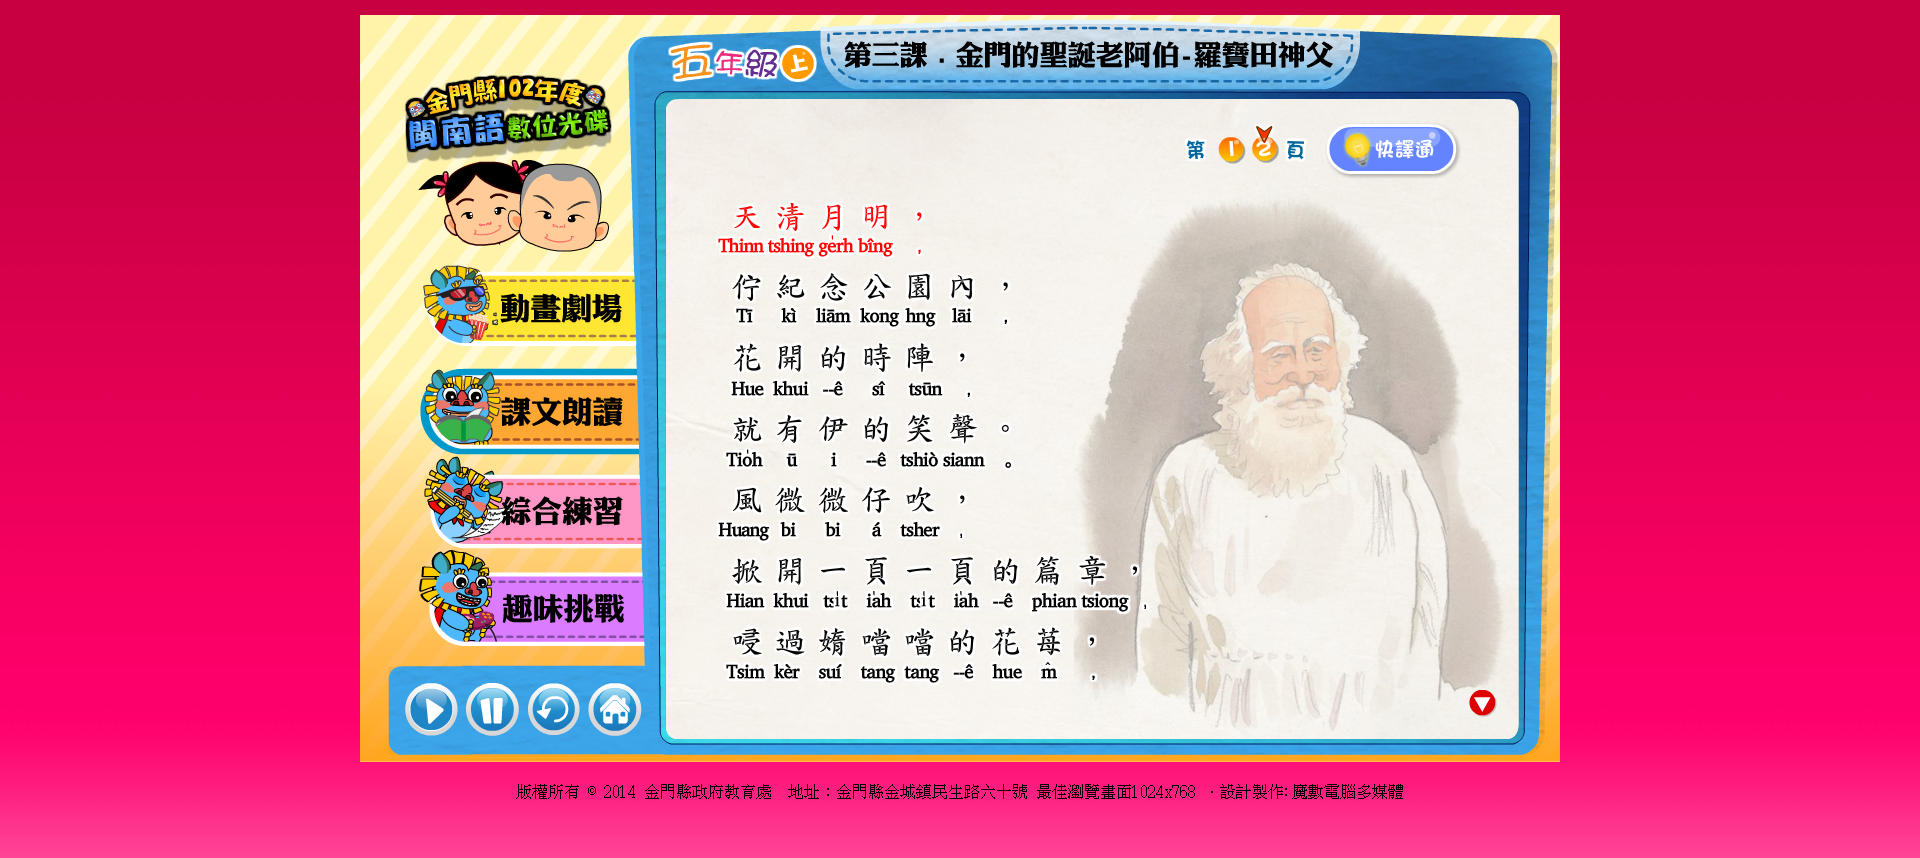 五年級上
第三課．金門的聖誕老阿伯-羅寶田神父
金門縣102年度
閩南語數位光碟
第 1 2 頁
快譯通
動畫劇場
課文朗讀
綜合練習
趣味挑戰
天清月明，
Thinn tshing ge̍rh bîng ,
佇紀念公園內，
Tī kì liām kong hng lāi ,
花開的時陣，
Hue khui --ê sî tsūn ,
就有伊的笑聲。
Tio̍h ū i --ê tshiò siann 。
風微微仔吹，
Huang bi bi á tsher ,
掀開一頁一頁的篇章，
Hian khui tsi̍t ia̍h tsi̍t ia̍h --ê phian tsiong ,
唚過媠噹噹的花莓，
Tsim kèr suí tang tang --ê hue m̂ ,
版權所有 © 2014 金門縣政府教育處 地址：金門縣金城鎮民生路六十號 最佳瀏覽畫面1024x768 ‧設計製作:魔數電腦多媒體